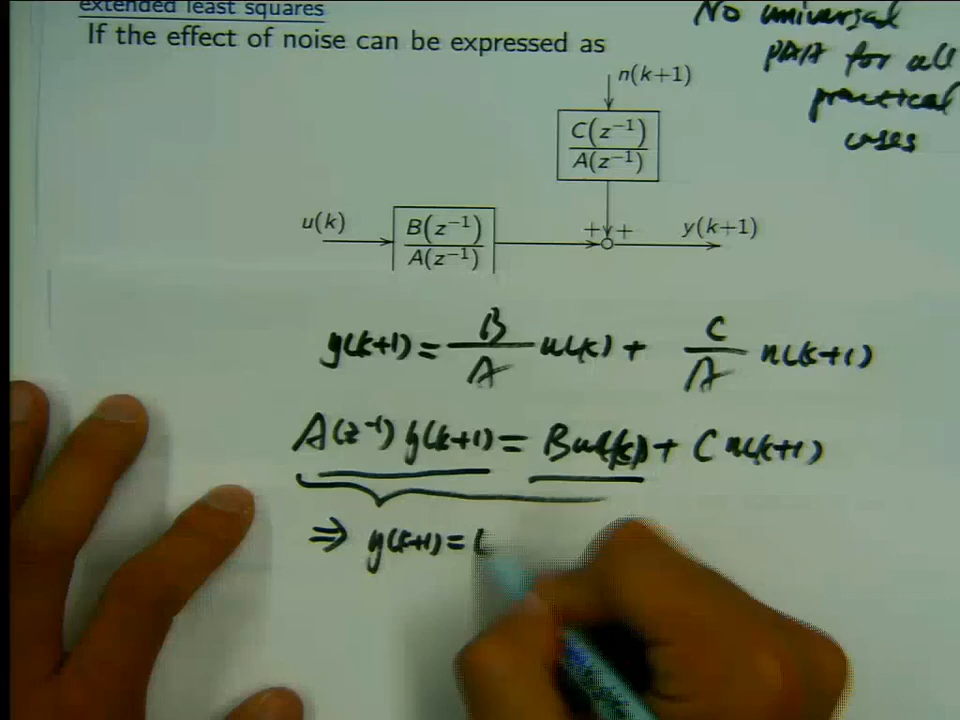 extended least squares
If the effect of noise can be expressed as
No universal
PAA for all
practical
cases
n(k+1)
C(z⁻¹)
A(z⁻¹)
u(k)
B(z⁻¹)
A(z⁻¹)
+ +
y(k+1)
y(k+1) = B/A u(k) + C/A n(k+1)
A(z⁻¹) y(k+1) = B u(k) + C n(k+1)
⇒ y(k+1) = (